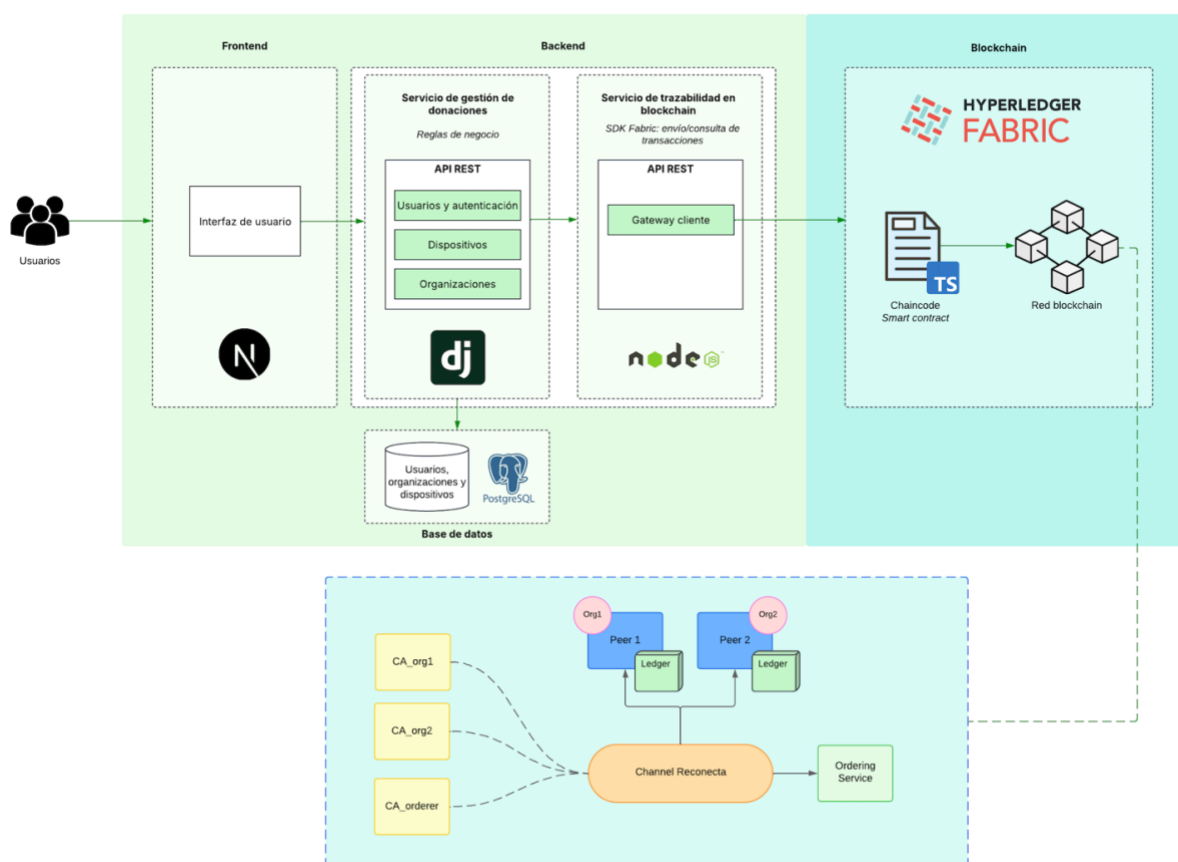 Frontend
Backend
Blockchain
Servicio de gestión de
donaciones
Reglas de negocio
Servicio de trazabilidad en
blockchain
SDK Fabric: envío/consulta de
transacciones
HYPERLEDGER
FABRIC
API REST
API REST
Usuarios y autenticación
Dispositivos
Organizaciones
Gateway cliente
Interfaz de usuario
Usuarios
N
dj
node
JS
TS
Chaincode
Smart contract
Red blockchain
Usuarios,
organizaciones y
dispositivos
PostgreSQL
Base de datos
Org1
Peer 1
Ledger
Org2
Peer 2
Ledger
CA_org1
CA_org2
CA_orderer
Channel Reconecta
Ordering
Service